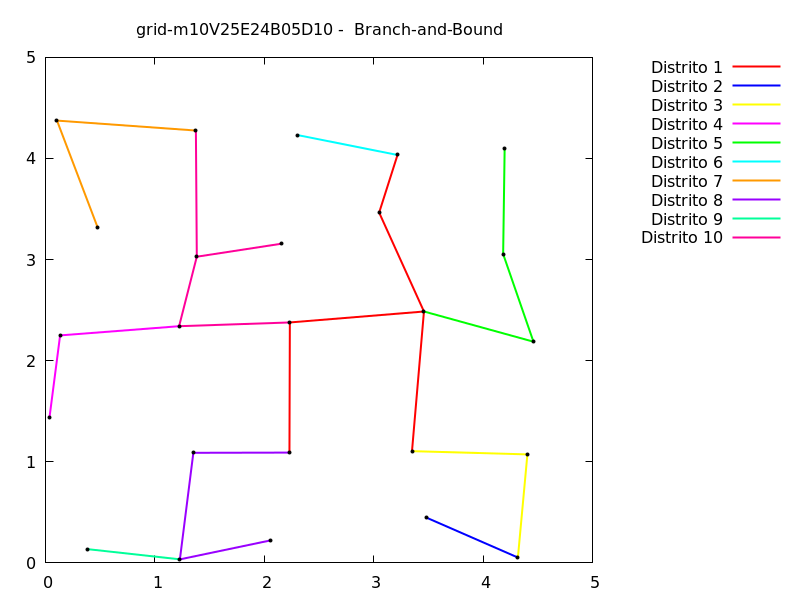 grid-m10V25E24B05D10 -  Branch-and-Bound
5
4
3
2
1
0
0 1 2 3 4 5
Distrito 1
Distrito 2
Distrito 3
Distrito 4
Distrito 5
Distrito 6
Distrito 7
Distrito 8
Distrito 9
Distrito 10